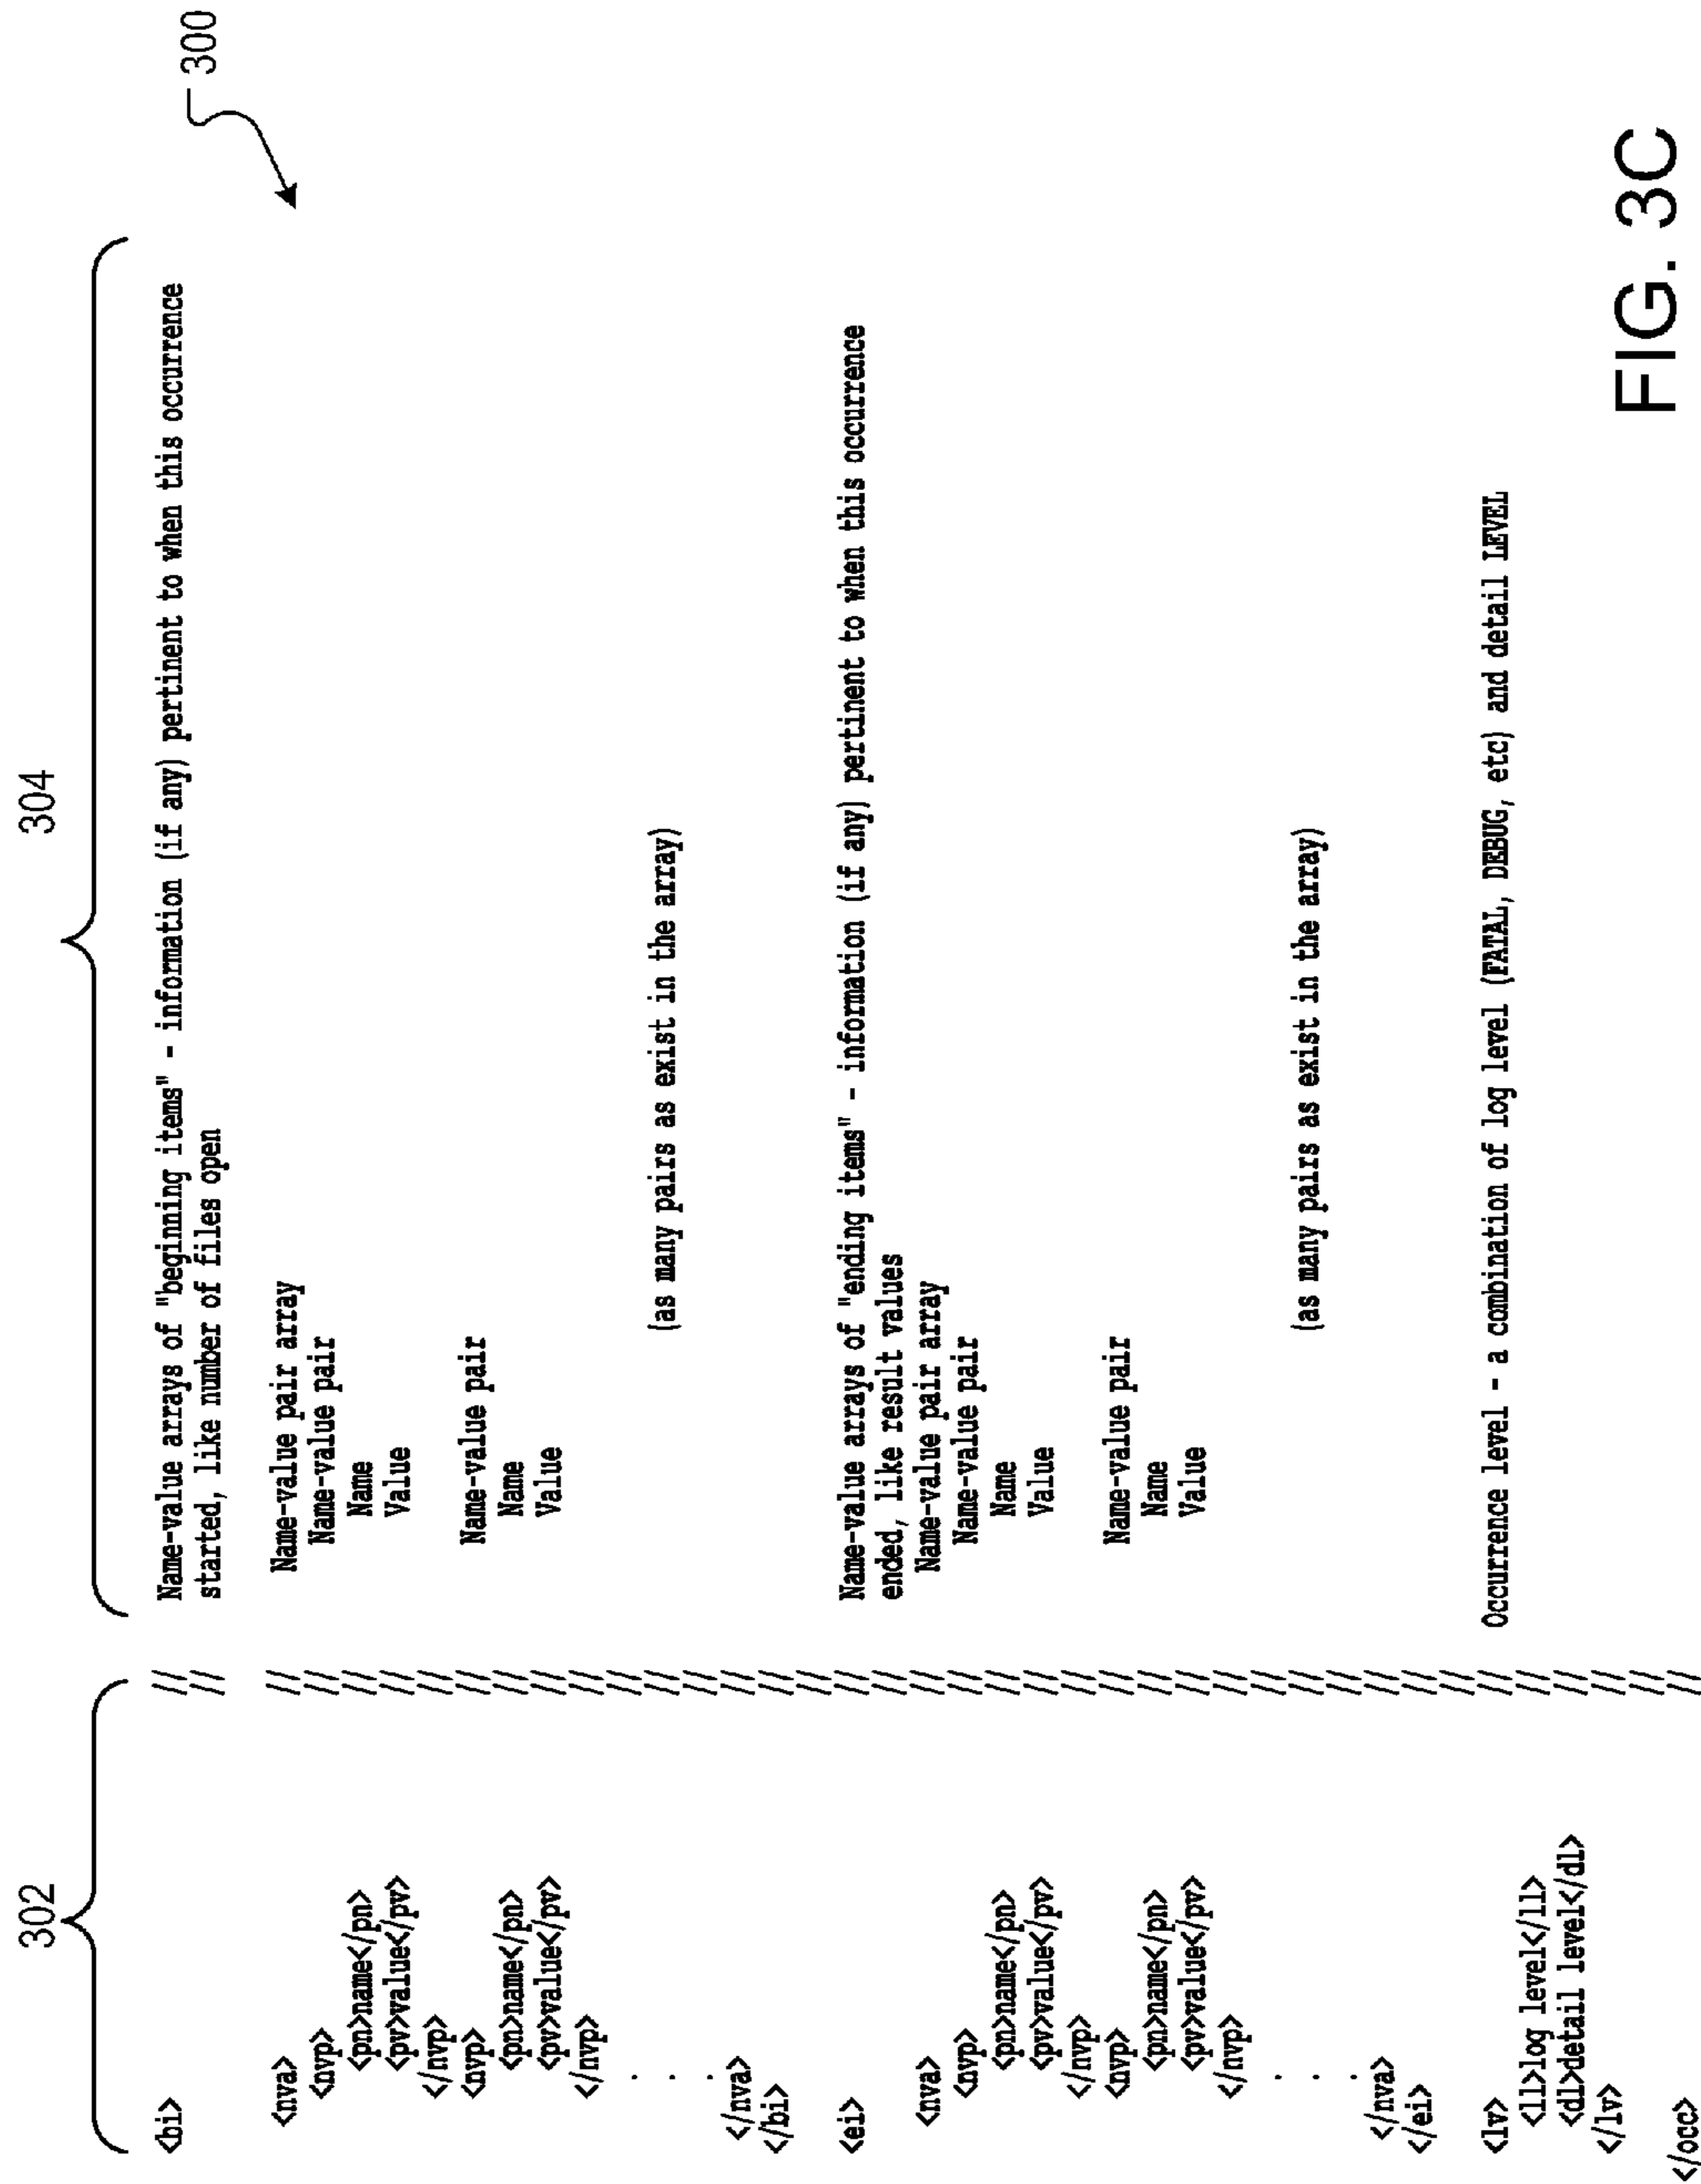 302 304
300
<bi> // Name-value arrays of "beginning items" - information (if any) pertinent to when this occurrence
// started, like number of files open
<nva> // Name-value pair array
<nvp> // Name-value pair
<pn>name</pn> // Name
<pv>value</pv> // Value
</nvp> //
<nvp> // Name-value pair
<pn>name</pn> // Name
<pv>value</pv> // Value
</nvp> //
. //
. // (as many pairs as exist in the array)
. //
</nva> //
</bi> //
//
<ei> // Name-value arrays of "ending items" - information (if any) pertinent to when this occurrence
// ended, like result values
<nva> // Name-value pair array
<nvp> // Name-value pair
<pn>name</pn> // Name
<pv>value</pv> // Value
</nvp> //
<nvp> // Name-value pair
<pn>name</pn> // Name
<pv>value</pv> // Value
</nvp> //
. //
. // (as many pairs as exist in the array)
. //
</nva> //
</ei> //
//
<lv> // Occurrence level - a combination of log level (FATAL, DEBUG, etc) and detail LEVEL
<ll>log level</ll> //
<dl>detail level</dl> //
</lv> //
//
</occ> //
FIG. 3C